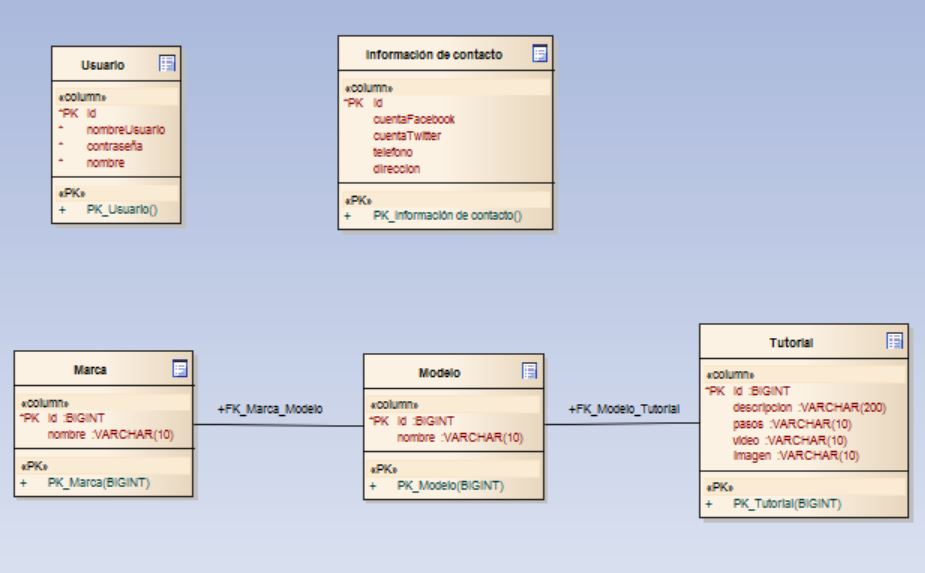 Usuario
«column»
*PK id
* nombreUsuario
* contraseña
* nombre
«PK»
+ PK_Usuario()
Información de contacto
«column»
*PK id
cuentaFacebook
cuentaTwitter
telefono
direccion
«PK»
+ PK_Información de contacto()
Marca
«column»
*PK id :BIGINT
nombre :VARCHAR(10)
«PK»
+ PK_Marca(BIGINT)
+FK_Marca_Modelo
Modelo
«column»
*PK id :BIGINT
nombre :VARCHAR(10)
«PK»
+ PK_Modelo(BIGINT)
+FK_Modelo_Tutorial
Tutorial
«column»
*PK id :BIGINT
descripcion :VARCHAR(200)
pasos :VARCHAR(10)
video :VARCHAR(10)
imagen :VARCHAR(10)
«PK»
+ PK_Tutorial(BIGINT)